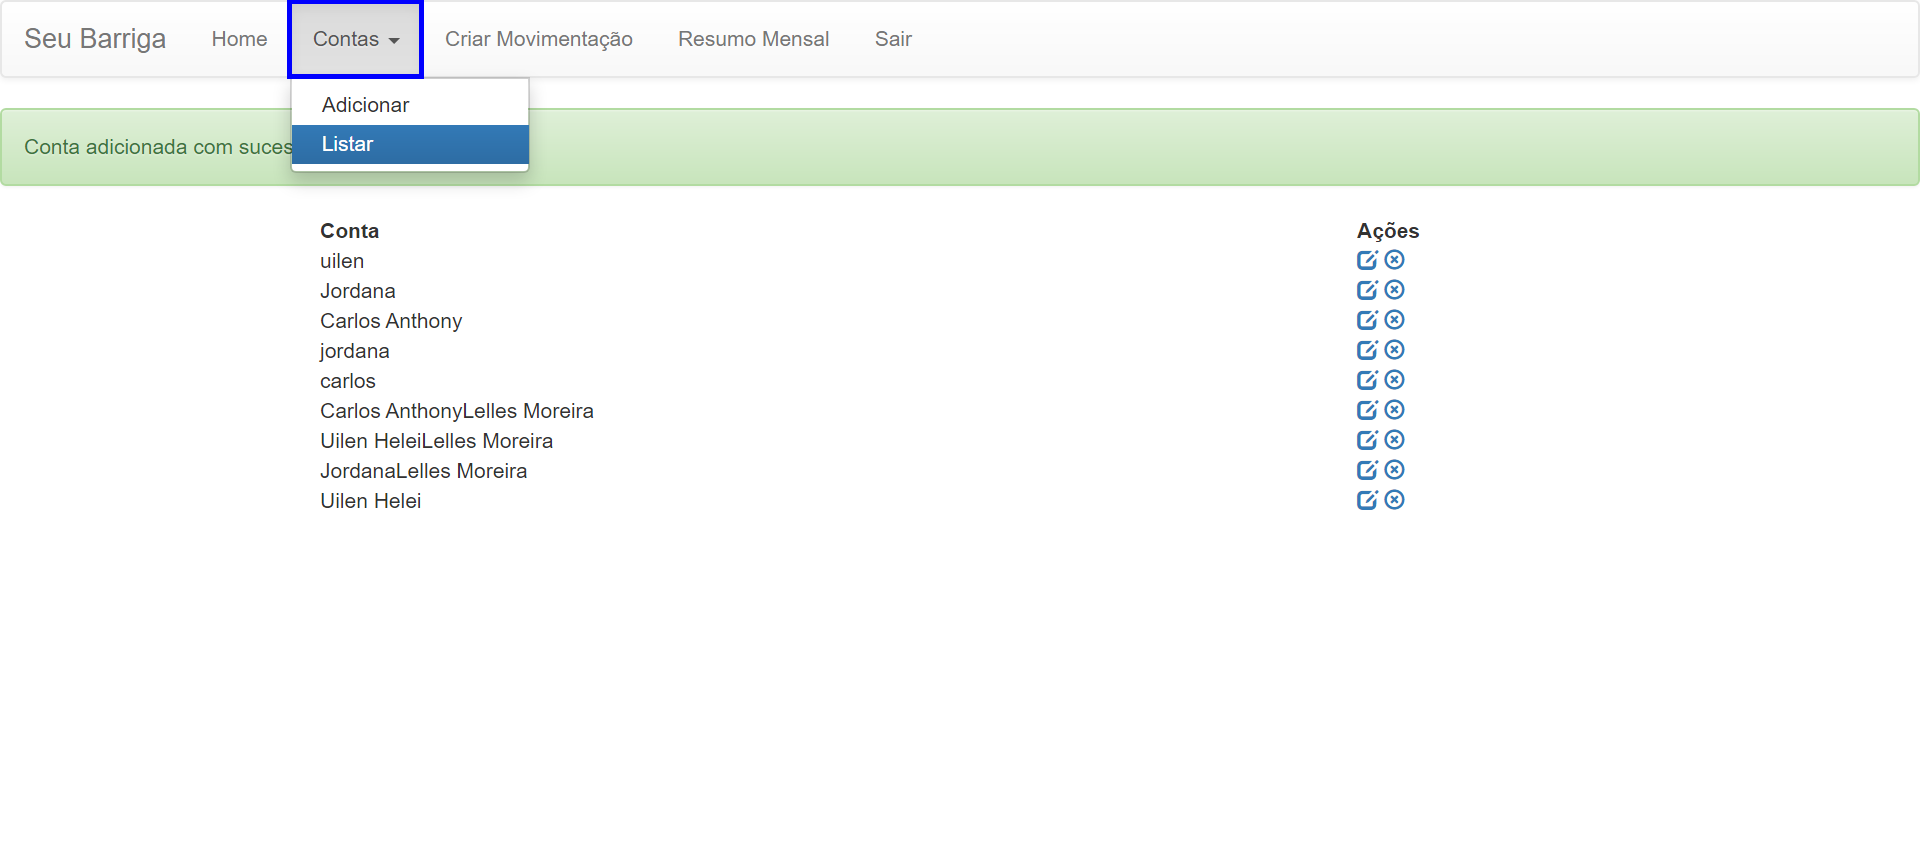 Seu Barriga Home Contas Criar Movimentação Resumo Mensal Sair
Adicionar
Listar
Conta adicionada com suces
Conta Ações
uilen
Jordana
Carlos Anthony
jordana
carlos
Carlos AnthonyLelles Moreira
Uilen HeleiLelles Moreira
JordanaLelles Moreira
Uilen Helei